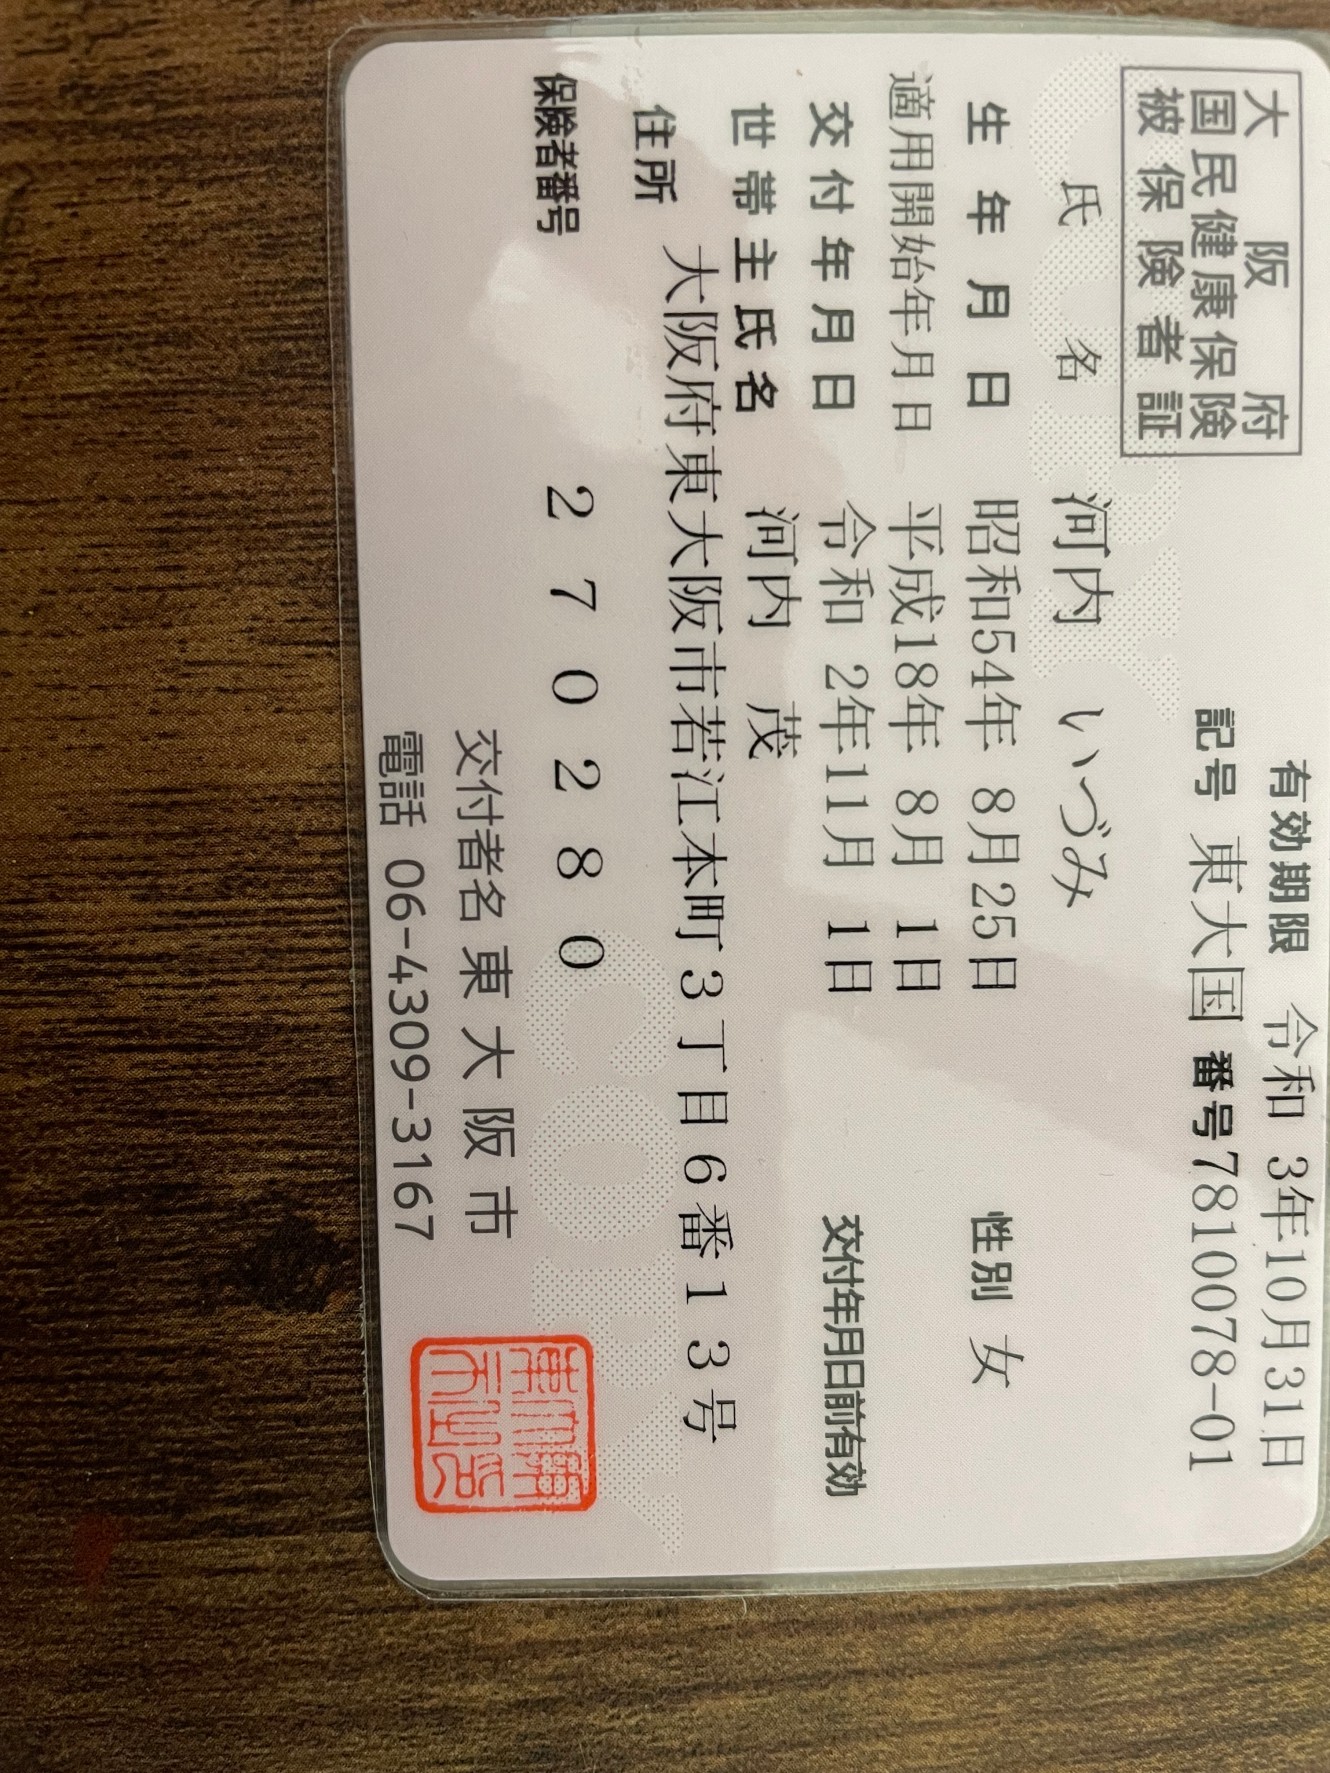 大阪府
国民健康保険
被保険者証
有効期限 令和 3年10月31日
記号 東大国 番号7810078-01
氏名 河内 いづみ
生年月日 昭和54年 8月25日 性別 女
適用開始年月日 平成18年 8月 1日
交付年月日 令和 2年11月 1日 交付年月日前有効
世帯主氏名 河内 茂
住所 大阪府東大阪市若江本町3丁目6番13号
保険者番号 270280
交付者名 東大阪市
電話 06-4309-3167
COPY
COPY